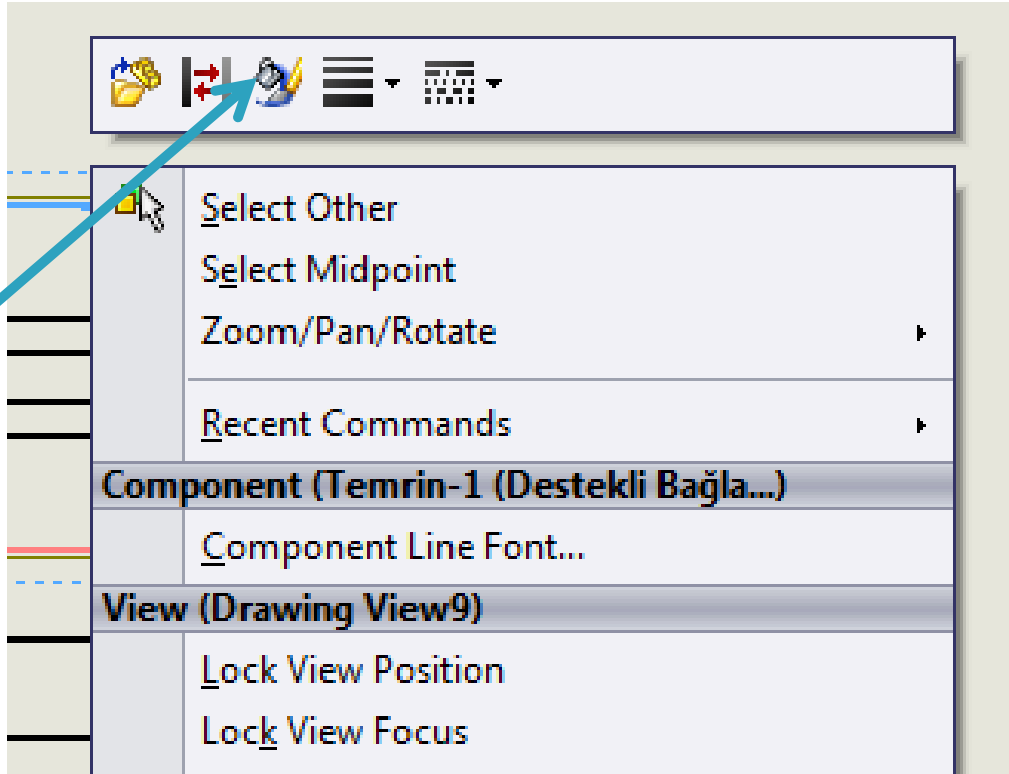 Select Other
Select Midpoint
Zoom/Pan/Rotate
Recent Commands
Component (Temrin-1 (Destekli Bağla...)
Component Line Font...
View (Drawing View9)
Lock View Position
Lock View Focus